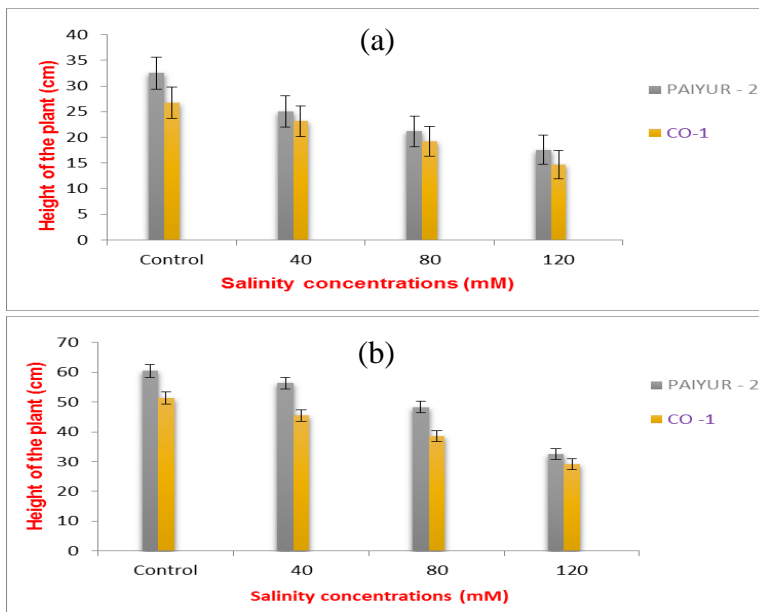 (a)
Height of the plant (cm)
40
35
30
25
20
15
10
5
0
Control 40 80 120
Salinity concentrations (mM)
PAIYUR - 2
CO-1
(b)
Height of the plant (cm)
70
60
50
40
30
20
10
0
Control 40 80 120
Salinity concentrations (mM)
PAIYUR - 2
CO -1